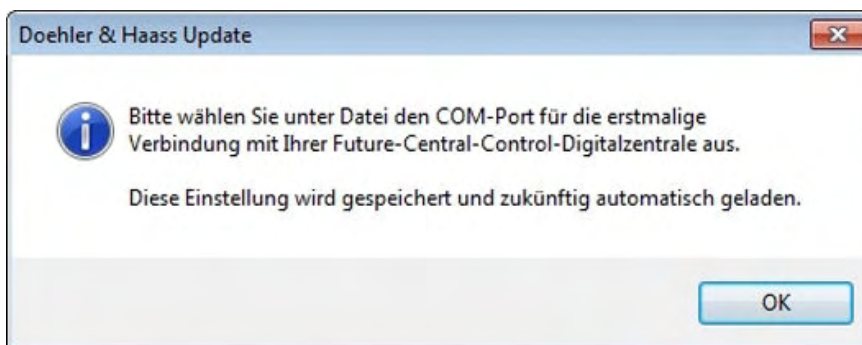 Doehler & Haass Update
Bitte wählen Sie unter Datei den COM-Port für die erstmalige
Verbindung mit Ihrer Future-Central-Control-Digitalzentrale aus.
Diese Einstellung wird gespeichert und zukünftig automatisch geladen.
OK